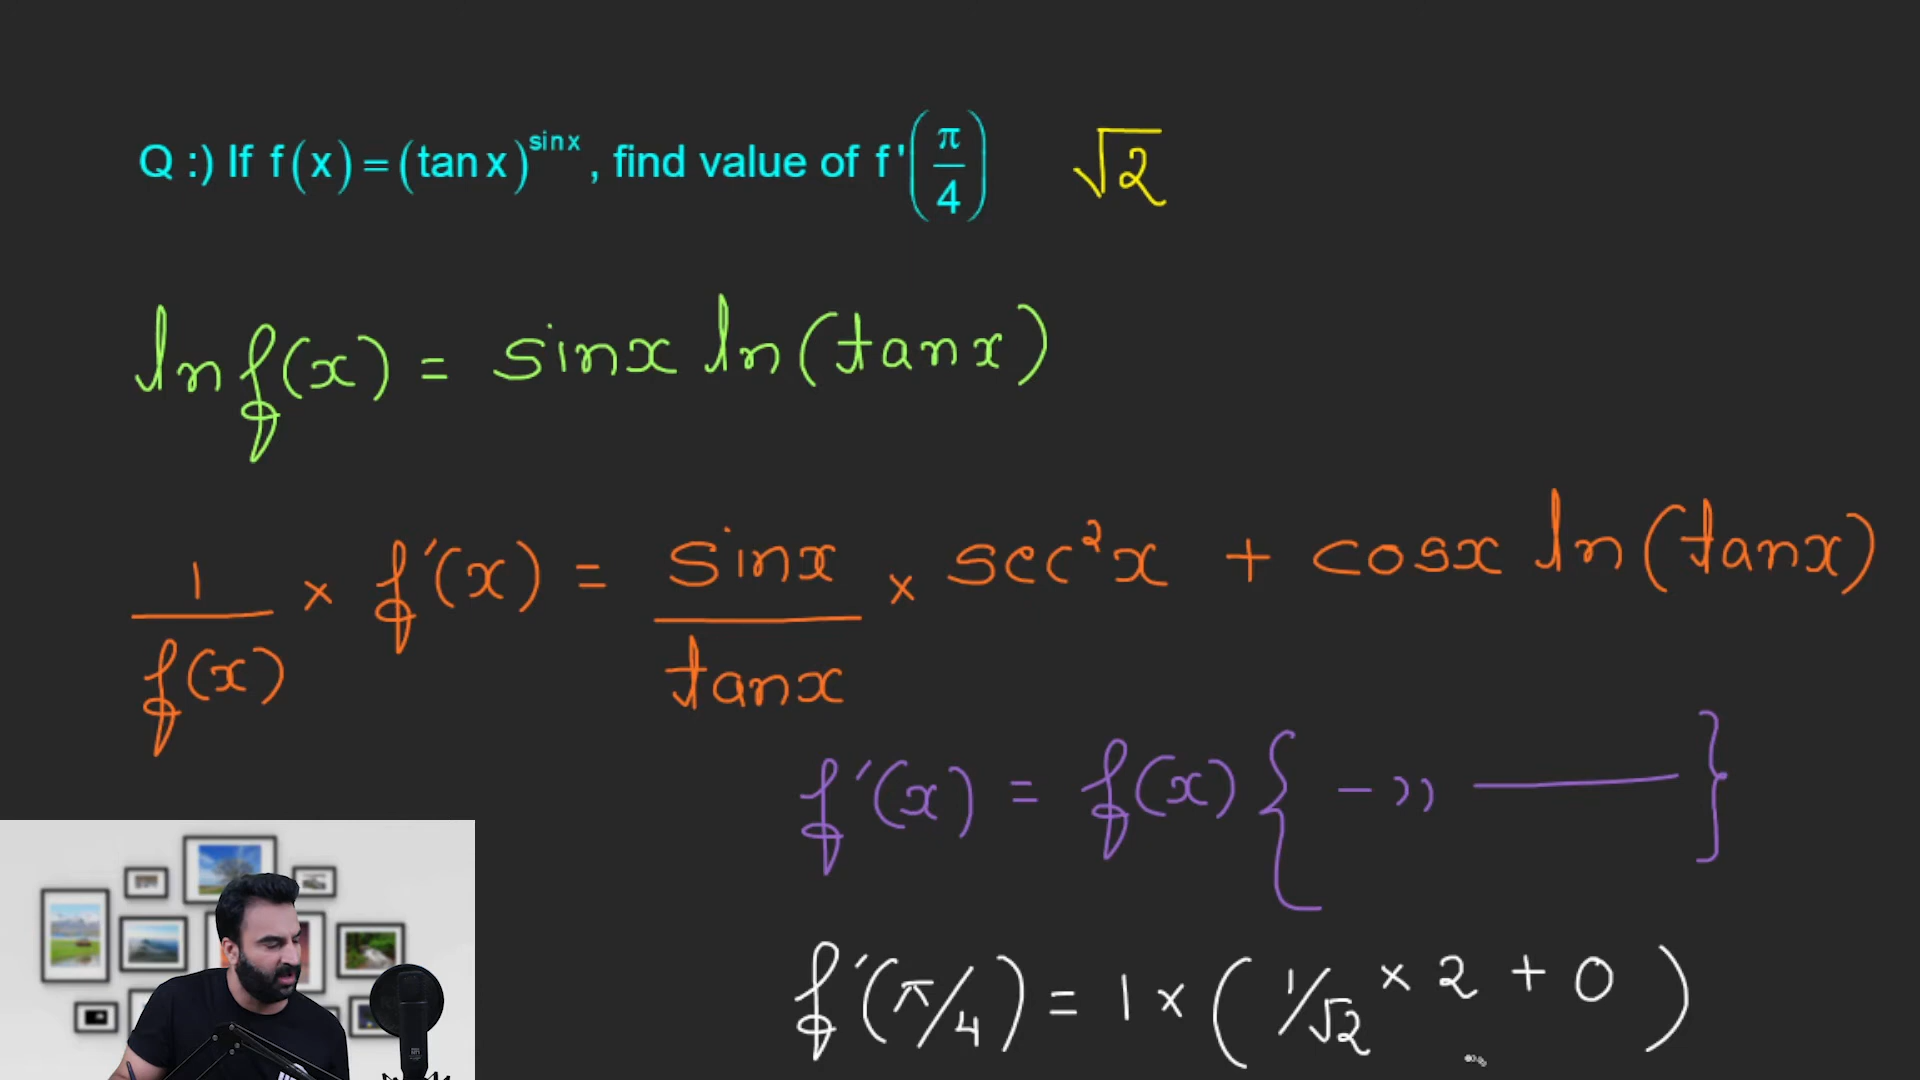 Q :) If f(x) = (tan x)^sin x , find value of f'(π/4) √2
ln f(x) = sinx ln(tanx)
1/f(x) × f'(x) = sinx/tanx × sec²x + cosx ln(tanx)
f'(x) = f(x) { – ,, ——— }
f'(π/4) = 1 × ( 1/√2 × 2 + 0 )